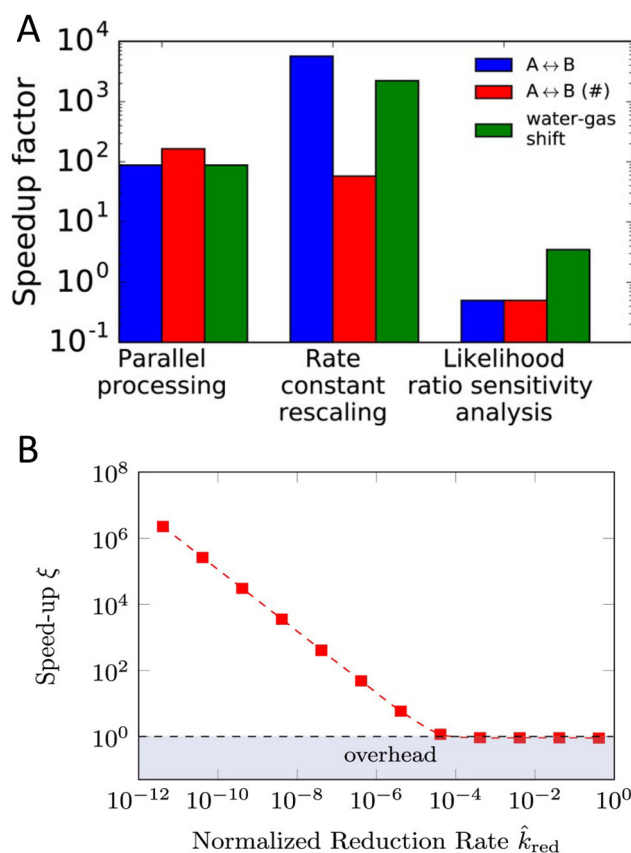 A
Speedup factor
10^4
10^3
10^2
10^1
10^0
10^-1
A↔B
A↔B (#)
water-gas
shift
Parallel
processing
Rate
constant
rescaling
Likelihood
ratio sensitivity
analysis
B
Speed-up ξ
10^8
10^6
10^4
10^2
10^0
overhead
10^-12
10^-10
10^-8
10^-6
10^-4
10^-2
10^0
Normalized Reduction Rate k̂_red